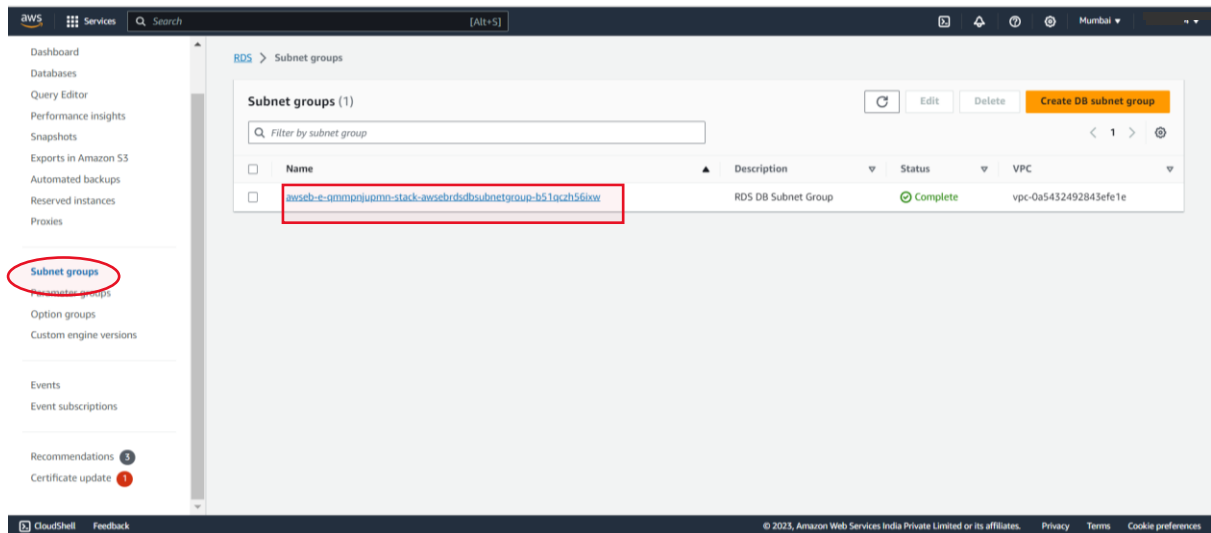 aws Services Search [Alt+S] Mumbai
Dashboard
Databases
Query Editor
Performance insights
Snapshots
Exports in Amazon S3
Automated backups
Reserved instances
Proxies
Subnet groups
Parameter groups
Option groups
Custom engine versions
Events
Event subscriptions
Recommendations 3
Certificate update 1
RDS > Subnet groups
Subnet groups (1) Edit Delete Create DB subnet group
Filter by subnet group 1
Name Description Status VPC
awseb-e-qmmpnjupmn-stack-awsebrdsdbsubnetgroup-b51qczh56ixw RDS DB Subnet Group Complete vpc-0a5432492843efe1e
CloudShell Feedback © 2023, Amazon Web Services India Private Limited or its affiliates. Privacy Terms Cookie preferences